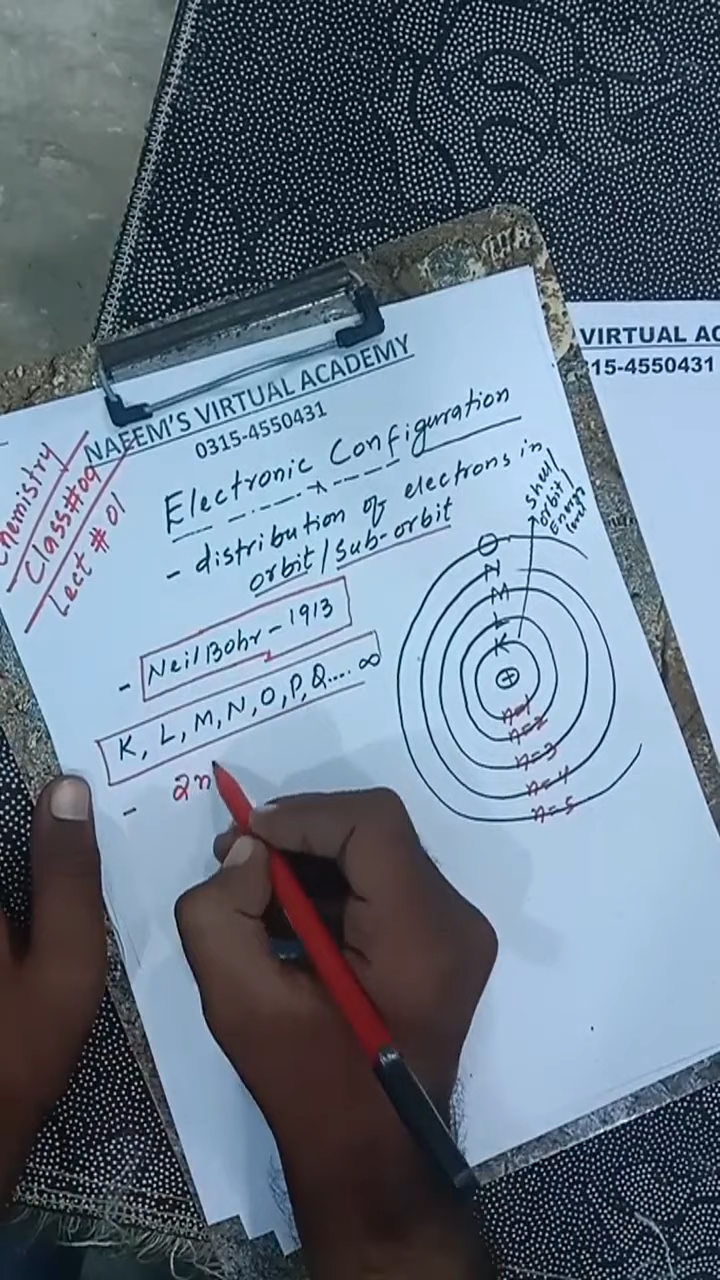 NAEEM'S VIRTUAL ACADEMY
0315-4550431
Chemistry
Class#09
Lect # 01
Electronic Configuration
- distribution of electrons in
orbit/Sub-orbit
- Neil Bohr - 1913
K, L, M, N, O, P, Q.... ∞
- 2n
shell/
orbit/
Energy
level
O
N
M
L
K
+
n=1
n=2
n=3
n=4
n=5
VIRTUAL AC
15-4550431